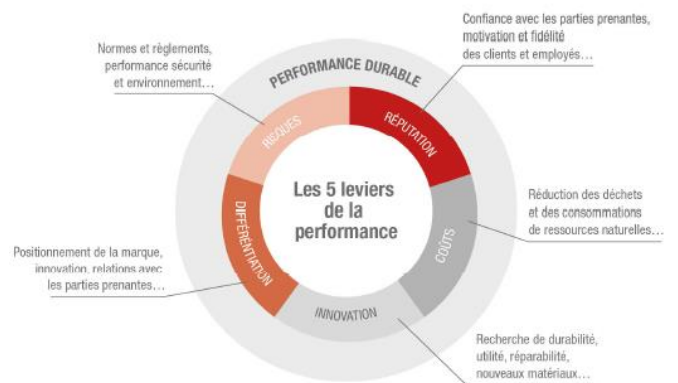 Confiance avec les parties prenantes,
motivation et fidélité
des clients et employés...
Normes et règlements,
performance sécurité
et environnement...
PERFORMANCE DURABLE
RISQUES
RÉPUTATION
Les 5 leviers
de la
performance
Réduction des déchets
et des consommations
de ressources naturelles...
DIFFÉRENTIATION
COÛTS
Positionnement de la marque,
innovation, relations avec
les parties prenantes...
INNOVATION
Recherche de durabilité,
utilité, réparabilité,
nouveaux matériaux...